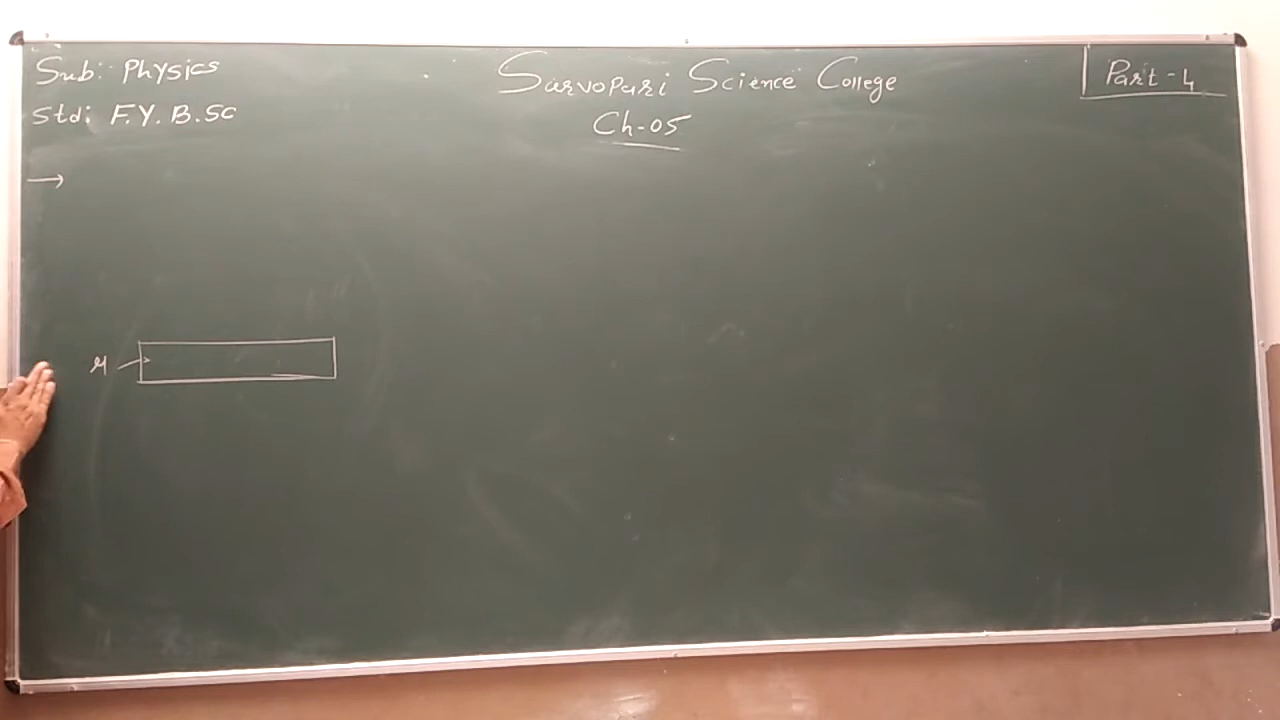 Sub: Physics
Sarvopari Science College
Part-4
Std: F.Y. B.Sc
Ch-05
→